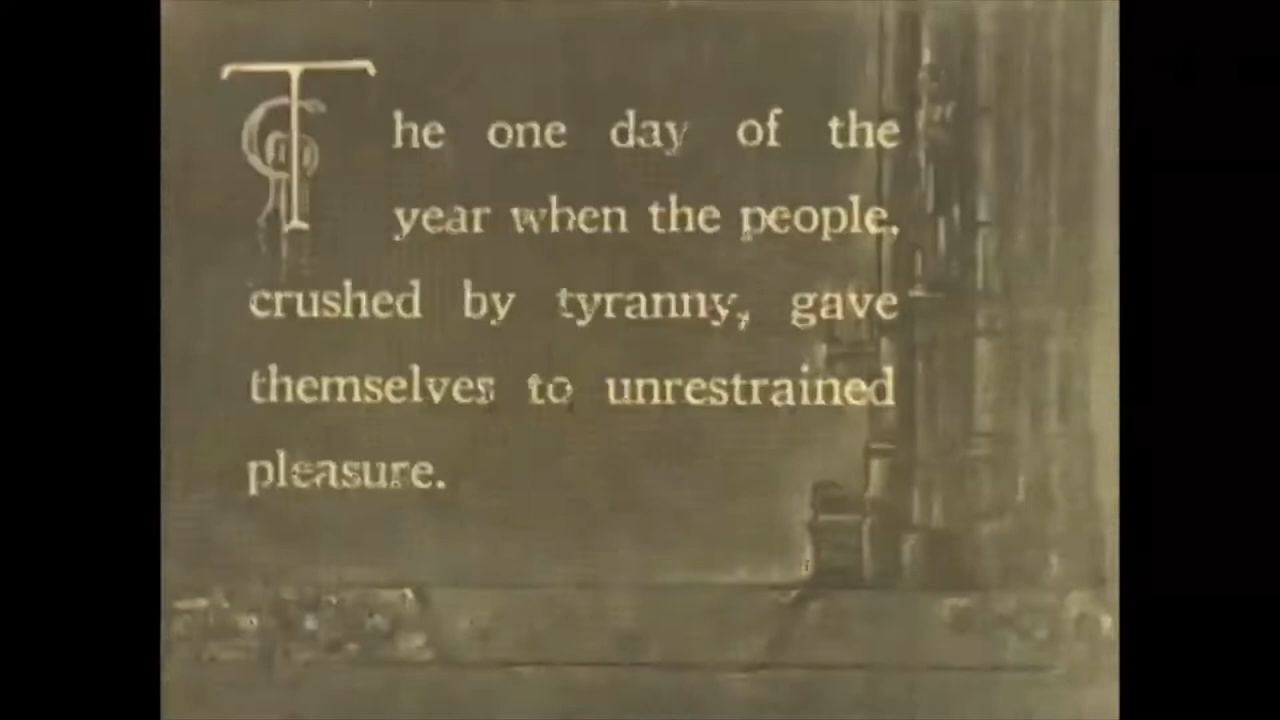 The one day of the
year when the people,
crushed by tyranny, gave
themselves to unrestrained
pleasure.